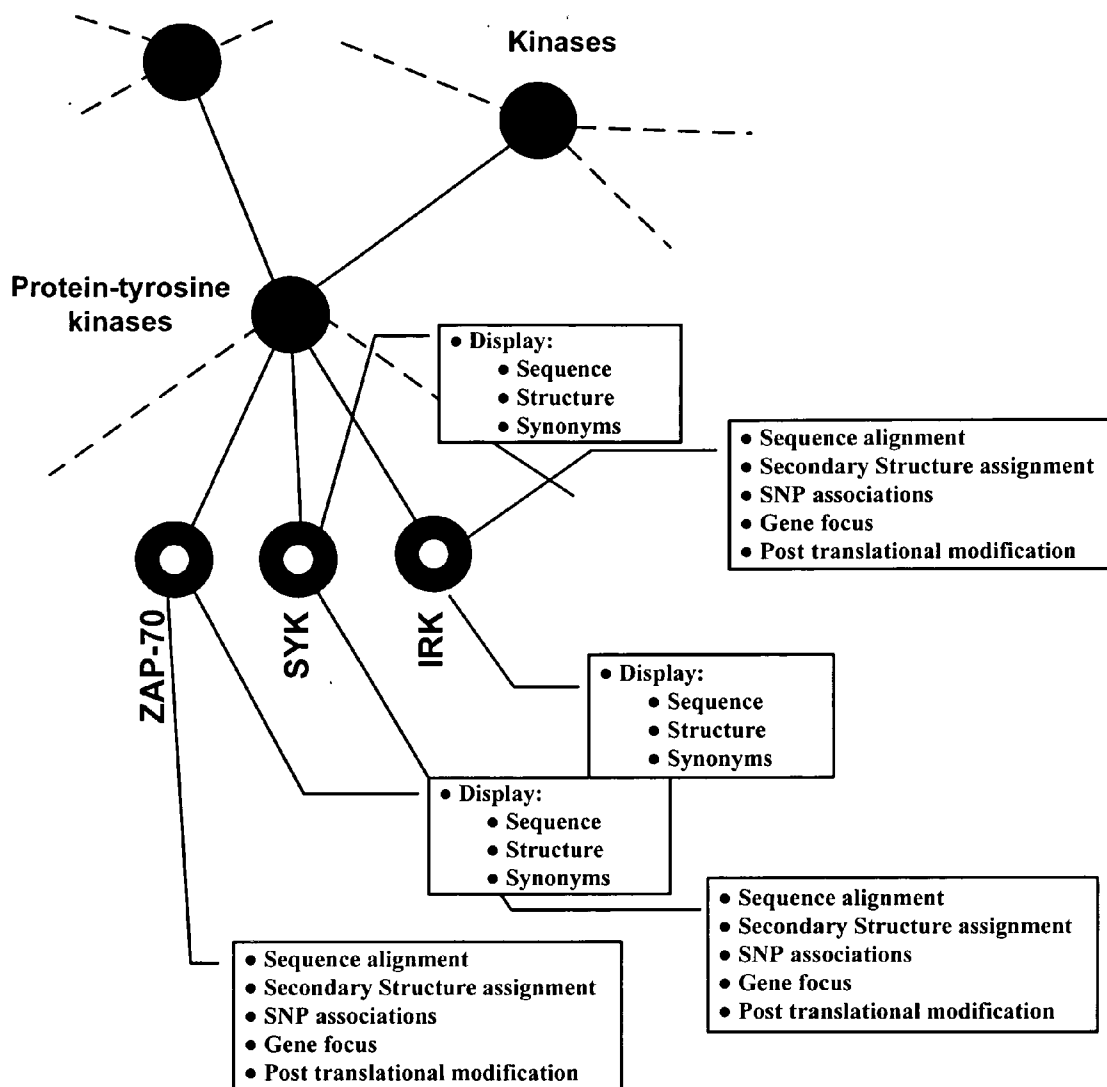 Kinases
Protein-tyrosine
kinases
● Display:
● Sequence
● Structure
● Synonyms
● Sequence alignment
● Secondary Structure assignment
● SNP associations
● Gene focus
● Post translational modification
ZAP-70
SYK
IRK
● Display:
● Sequence
● Structure
● Synonyms
● Display:
● Sequence
● Structure
● Synonyms
● Sequence alignment
● Secondary Structure assignment
● SNP associations
● Gene focus
● Post translational modification
● Sequence alignment
● Secondary Structure assignment
● SNP associations
● Gene focus
● Post translational modification